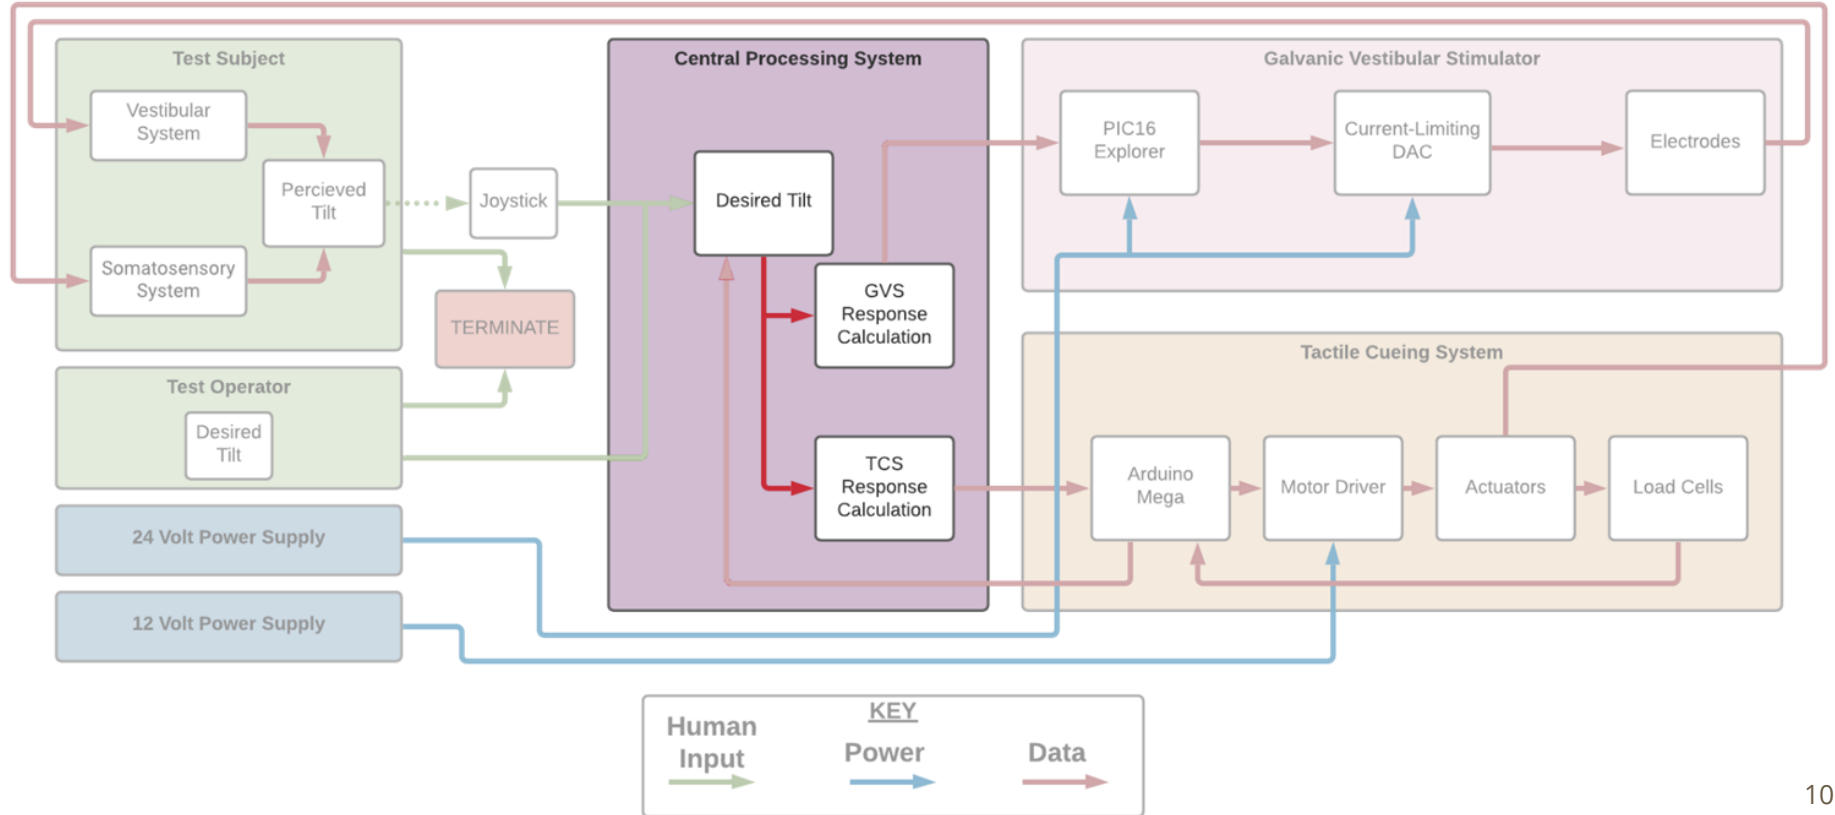 Test Subject
Vestibular
System
Percieved
Tilt
Somatosensory
System
Joystick
TERMINATE
Test Operator
Desired
Tilt
24 Volt Power Supply
12 Volt Power Supply
Central Processing System
Desired Tilt
GVS
Response
Calculation
TCS
Response
Calculation
Galvanic Vestibular Stimulator
PIC16
Explorer
Current-Limiting
DAC
Electrodes
Tactile Cueing System
Arduino
Mega
Motor Driver
Actuators
Load Cells
KEY
Human
Input
Power
Data
10